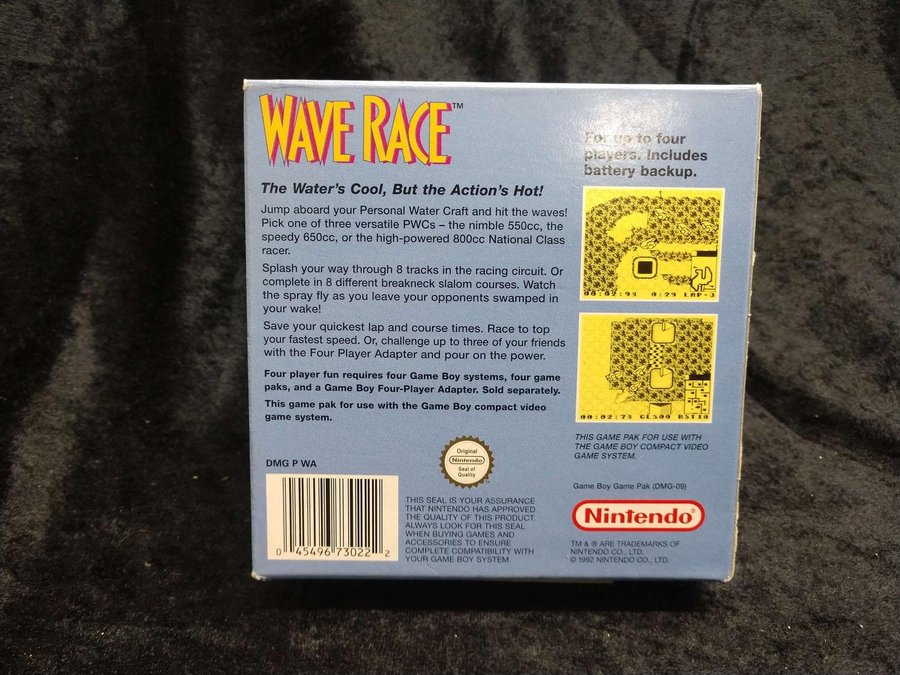 WAVE RACE™
The Water's Cool, But the Action's Hot!
Jump aboard your Personal Water Craft and hit the waves!
Pick one of three versatile PWCs – the nimble 550cc, the
speedy 650cc, or the high-powered 800cc National Class
racer.
Splash your way through 8 tracks in the racing circuit. Or
complete in 8 different breakneck slalom courses. Watch
the spray fly as you leave your opponents swamped in
your wake!
Save your quickest lap and course times. Race to top
your fastest speed. Or, challenge up to three of your friends
with the Four Player Adapter and pour on the power.
Four player fun requires four Game Boy systems, four game
paks, and a Game Boy Four-Player Adapter. Sold separately.
This game pak for use with the Game Boy compact video
game system.
DMG P WA
0 45496 73022 2
Original
Nintendo
Seal of
Quality
THIS SEAL IS YOUR ASSURANCE
THAT NINTENDO HAS APPROVED
THE QUALITY OF THIS PRODUCT.
ALWAYS LOOK FOR THIS SEAL
WHEN BUYING GAMES AND
ACCESSORIES TO ENSURE
COMPLETE COMPATIBILITY WITH
YOUR GAME BOY SYSTEM.
For up to four
players. Includes
battery backup.
0:29 LAP-3
THIS GAME PAK FOR USE WITH
THE GAME BOY COMPACT VIDEO
GAME SYSTEM.
Game Boy Game Pak (DMG-09)
Nintendo®
TM & ® ARE TRADEMARKS OF
NINTENDO CO., LTD.
© 1992 NINTENDO CO., LTD.